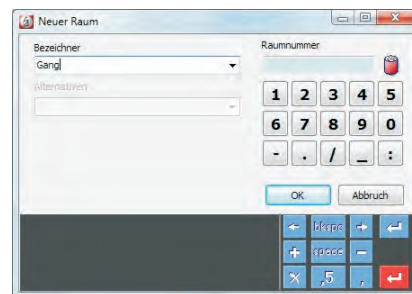 Neuer Raum
Bezeichner
Raumnummer
Gang
Alternativen
1 2 3 4 5
6 7 8 9 0
- . / _ :
OK Abbruch
bkspc
+ space -
,5 ,